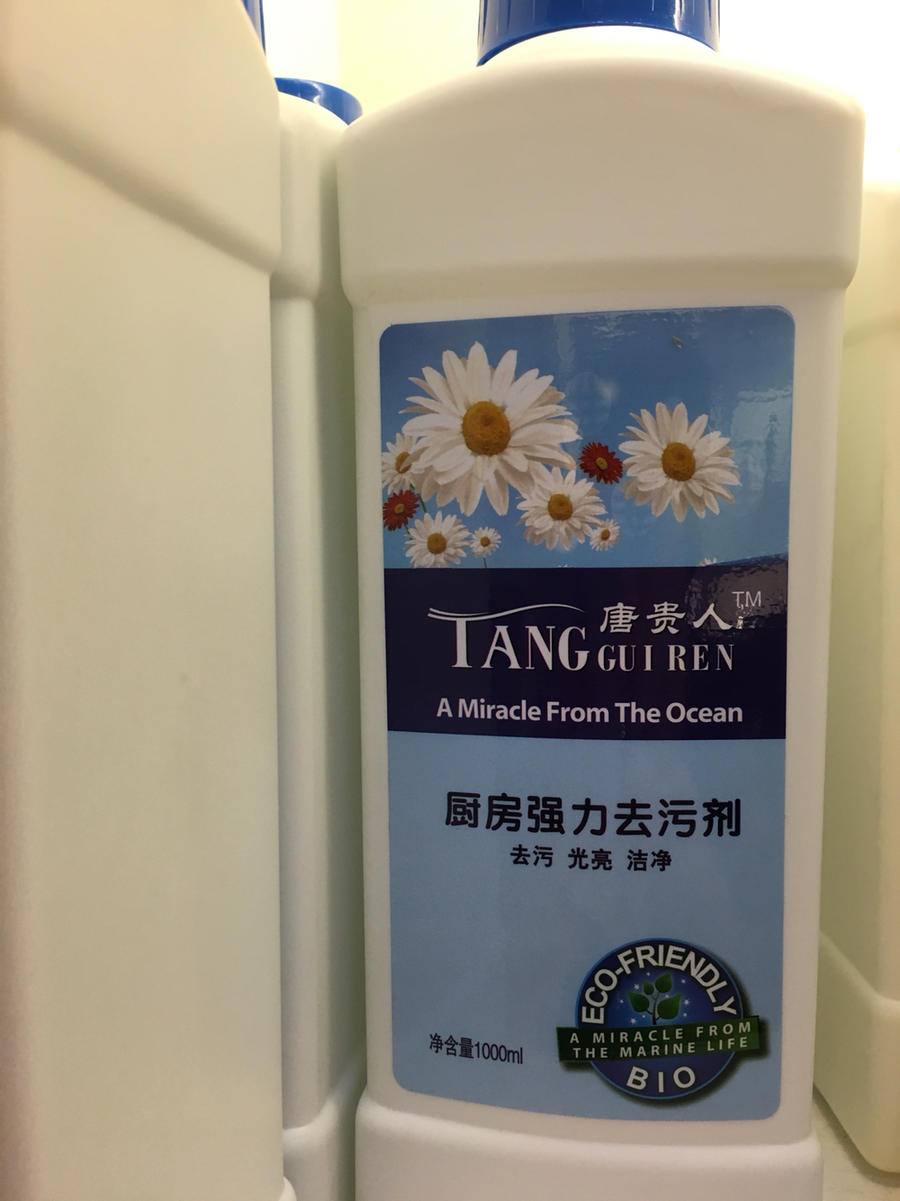 TANG 唐贵人 TM
GUI REN
A Miracle From The Ocean
厨房强力去污剂
去污 光亮 洁净
ECO-FRIENDLY
A MIRACLE FROM
THE MARINE LIFE
BIO
净含量1000ml